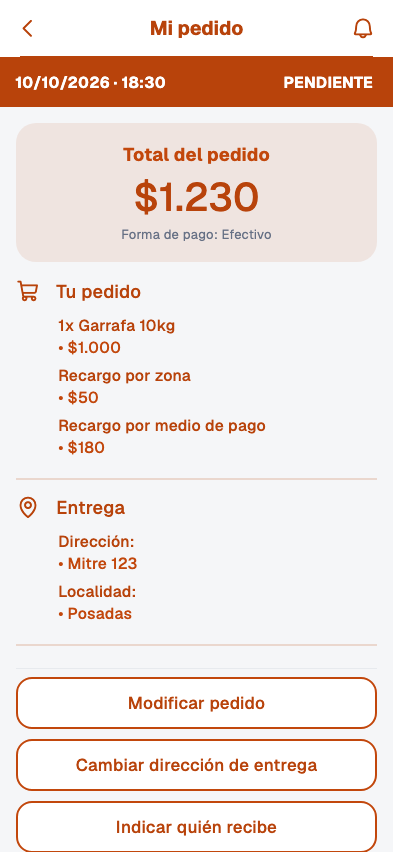 Mi pedido
10/10/2026 · 18:30 PENDIENTE
Total del pedido
$1.230
Forma de pago: Efectivo
Tu pedido
1x Garrafa 10kg
• $1.000
Recargo por zona
• $50
Recargo por medio de pago
• $180
Entrega
Dirección:
• Mitre 123
Localidad:
• Posadas
Modificar pedido
Cambiar dirección de entrega
Indicar quién recibe